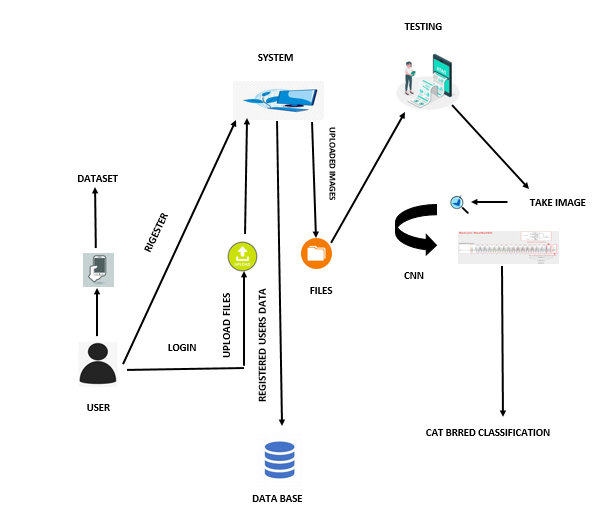 TESTING
SYSTEM
UPLOADED IMAGES
DATASET
RIGESTER
TAKE IMAGE
CNN
FILES
UPLOAD FILES
REGISTERED USERS DATA
LOGIN
USER
CAT BRRED CLASSIFICATION
DATA BASE